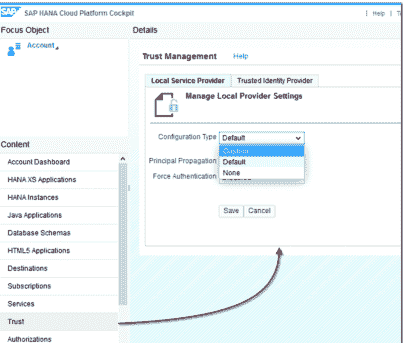 SAP SAP HANA Cloud Platform Cockpit
Help
Focus Object
Details
Account
Trust Management Help
Local Service Provider Trusted Identity Provider
Manage Local Provider Settings
Configuration Type Default
Custom
Default
None
Principal Propagation
Force Authentication
Save Cancel
Content
Account Dashboard
HANA XS Applications
HANA Instances
Java Applications
Database Schemas
HTML5 Applications
Destinations
Subscriptions
Services
Trust
Authorizations